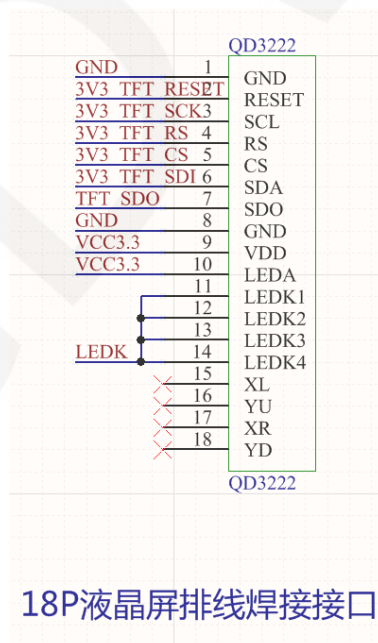 QD3222
GND 1 GND
3V3 TFT RESET 2 RESET
3V3 TFT SCK 3 SCL
3V3 TFT RS 4 RS
3V3 TFT CS 5 CS
3V3 TFT SDI 6 SDA
TFT SDO 7 SDO
GND 8 GND
VCC3.3 9 VDD
VCC3.3 10 LEDA
11 LEDK1
12 LEDK2
13 LEDK3
LEDK 14 LEDK4
15 XL
16 YU
17 XR
18 YD
QD3222
18P液晶屏排线焊接接口